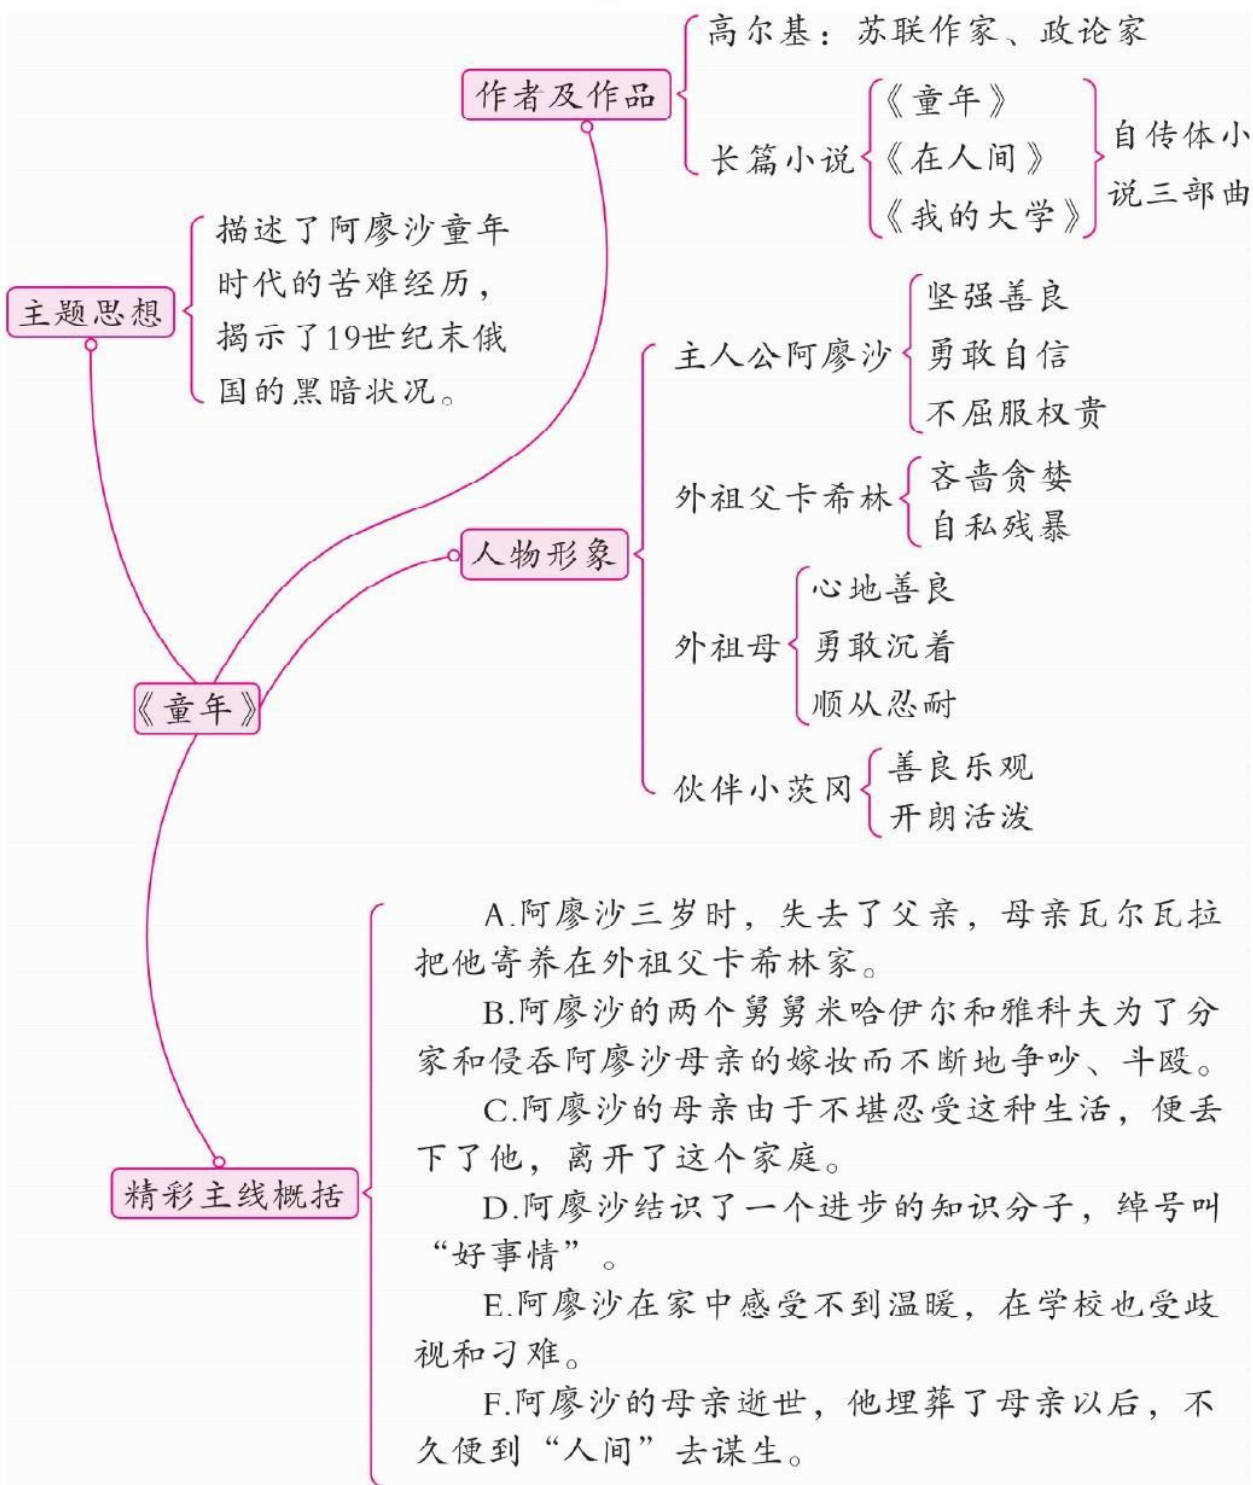 高尔基：苏联作家、政论家
作者及作品
《童年》
长篇小说
《在人间》
《我的大学》
自传体小
说三部曲
主题思想
描述了阿廖沙童年
时代的苦难经历，
揭示了19世纪末俄
国的黑暗状况。
人物形象
主人公阿廖沙
坚强善良
勇敢自信
不屈服权贵
外祖父卡希林
吝啬贪婪
自私残暴
外祖母
心地善良
勇敢沉着
顺从忍耐
伙伴小茨冈
善良乐观
开朗活泼
《童年》
精彩主线概括
A.阿廖沙三岁时，失去了父亲，母亲瓦尔瓦拉
把他寄养在外祖父卡希林家。
B.阿廖沙的两个舅舅米哈伊尔和雅科夫为了分
家和侵吞阿廖沙母亲的嫁妆而不断地争吵、斗殴。
C.阿廖沙的母亲由于不堪忍受这种生活，便丢
下了他，离开了这个家庭。
D.阿廖沙结识了一个进步的知识分子，绰号叫
“好事情”。
E.阿廖沙在家中感受不到温暖，在学校也受歧
视和刁难。
F.阿廖沙的母亲逝世，他埋葬了母亲以后，不
久便到“人间”去谋生。